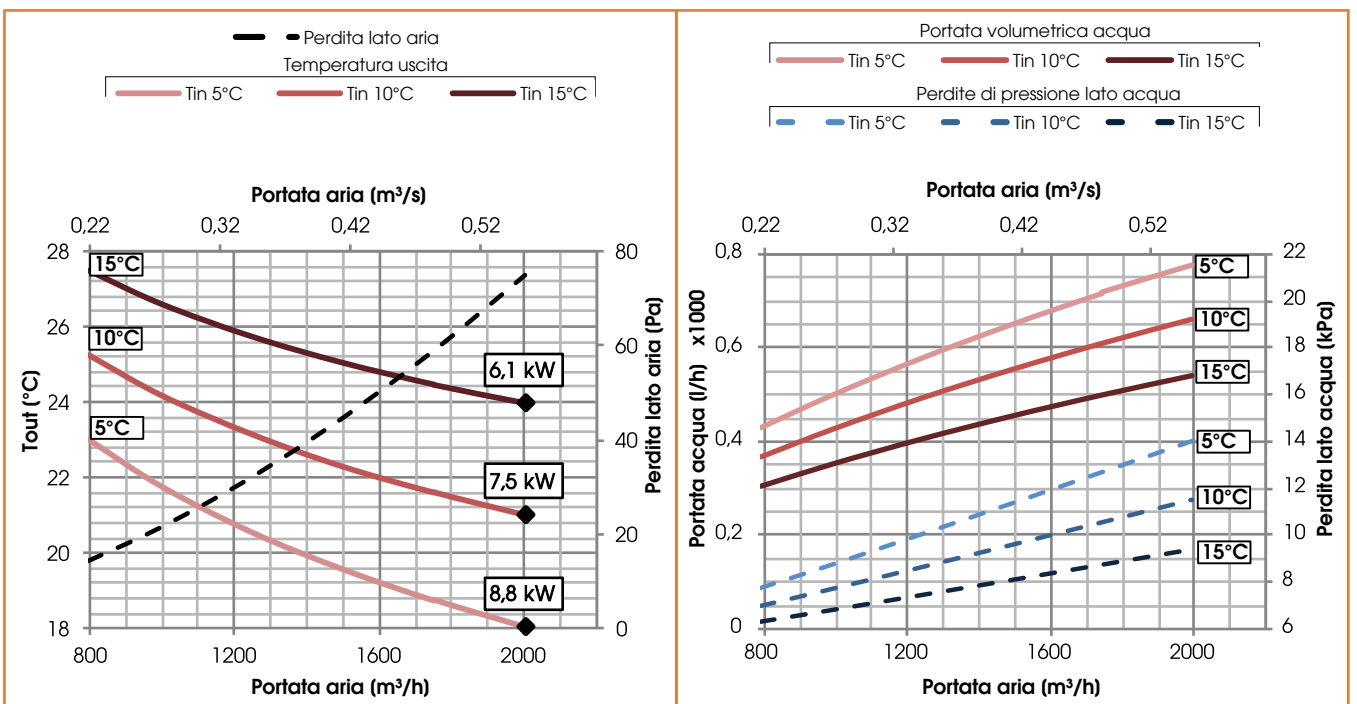 Perdita lato aria
Temperatura uscita
Tin 5°C Tin 10°C Tin 15°C
Portata aria (m³/s)
0,22 0,32 0,42 0,52
28 80
15°C
10°C
26 60
6,1 kW
24 40
5°C
22
7,5 kW
20 20
8,8 kW
18 0
Tout (°C)
Perdita lato aria (Pa)
800 1200 1600 2000
Portata aria (m³/h)
Portata volumetrica acqua
Tin 5°C Tin 10°C Tin 15°C
Perdite di pressione lato acqua
Tin 5°C Tin 10°C Tin 15°C
Portata aria (m³/s)
0,22 0,32 0,42 0,52
0,8 22
5°C
20
10°C
0,6 18
15°C
16
5°C
0,4 14
10°C
12
0,2 10
15°C
8
0 6
Portata acqua (l/h) x1000
Perdita lato acqua (kPa)
800 1200 1600 2000
Portata aria (m³/h)